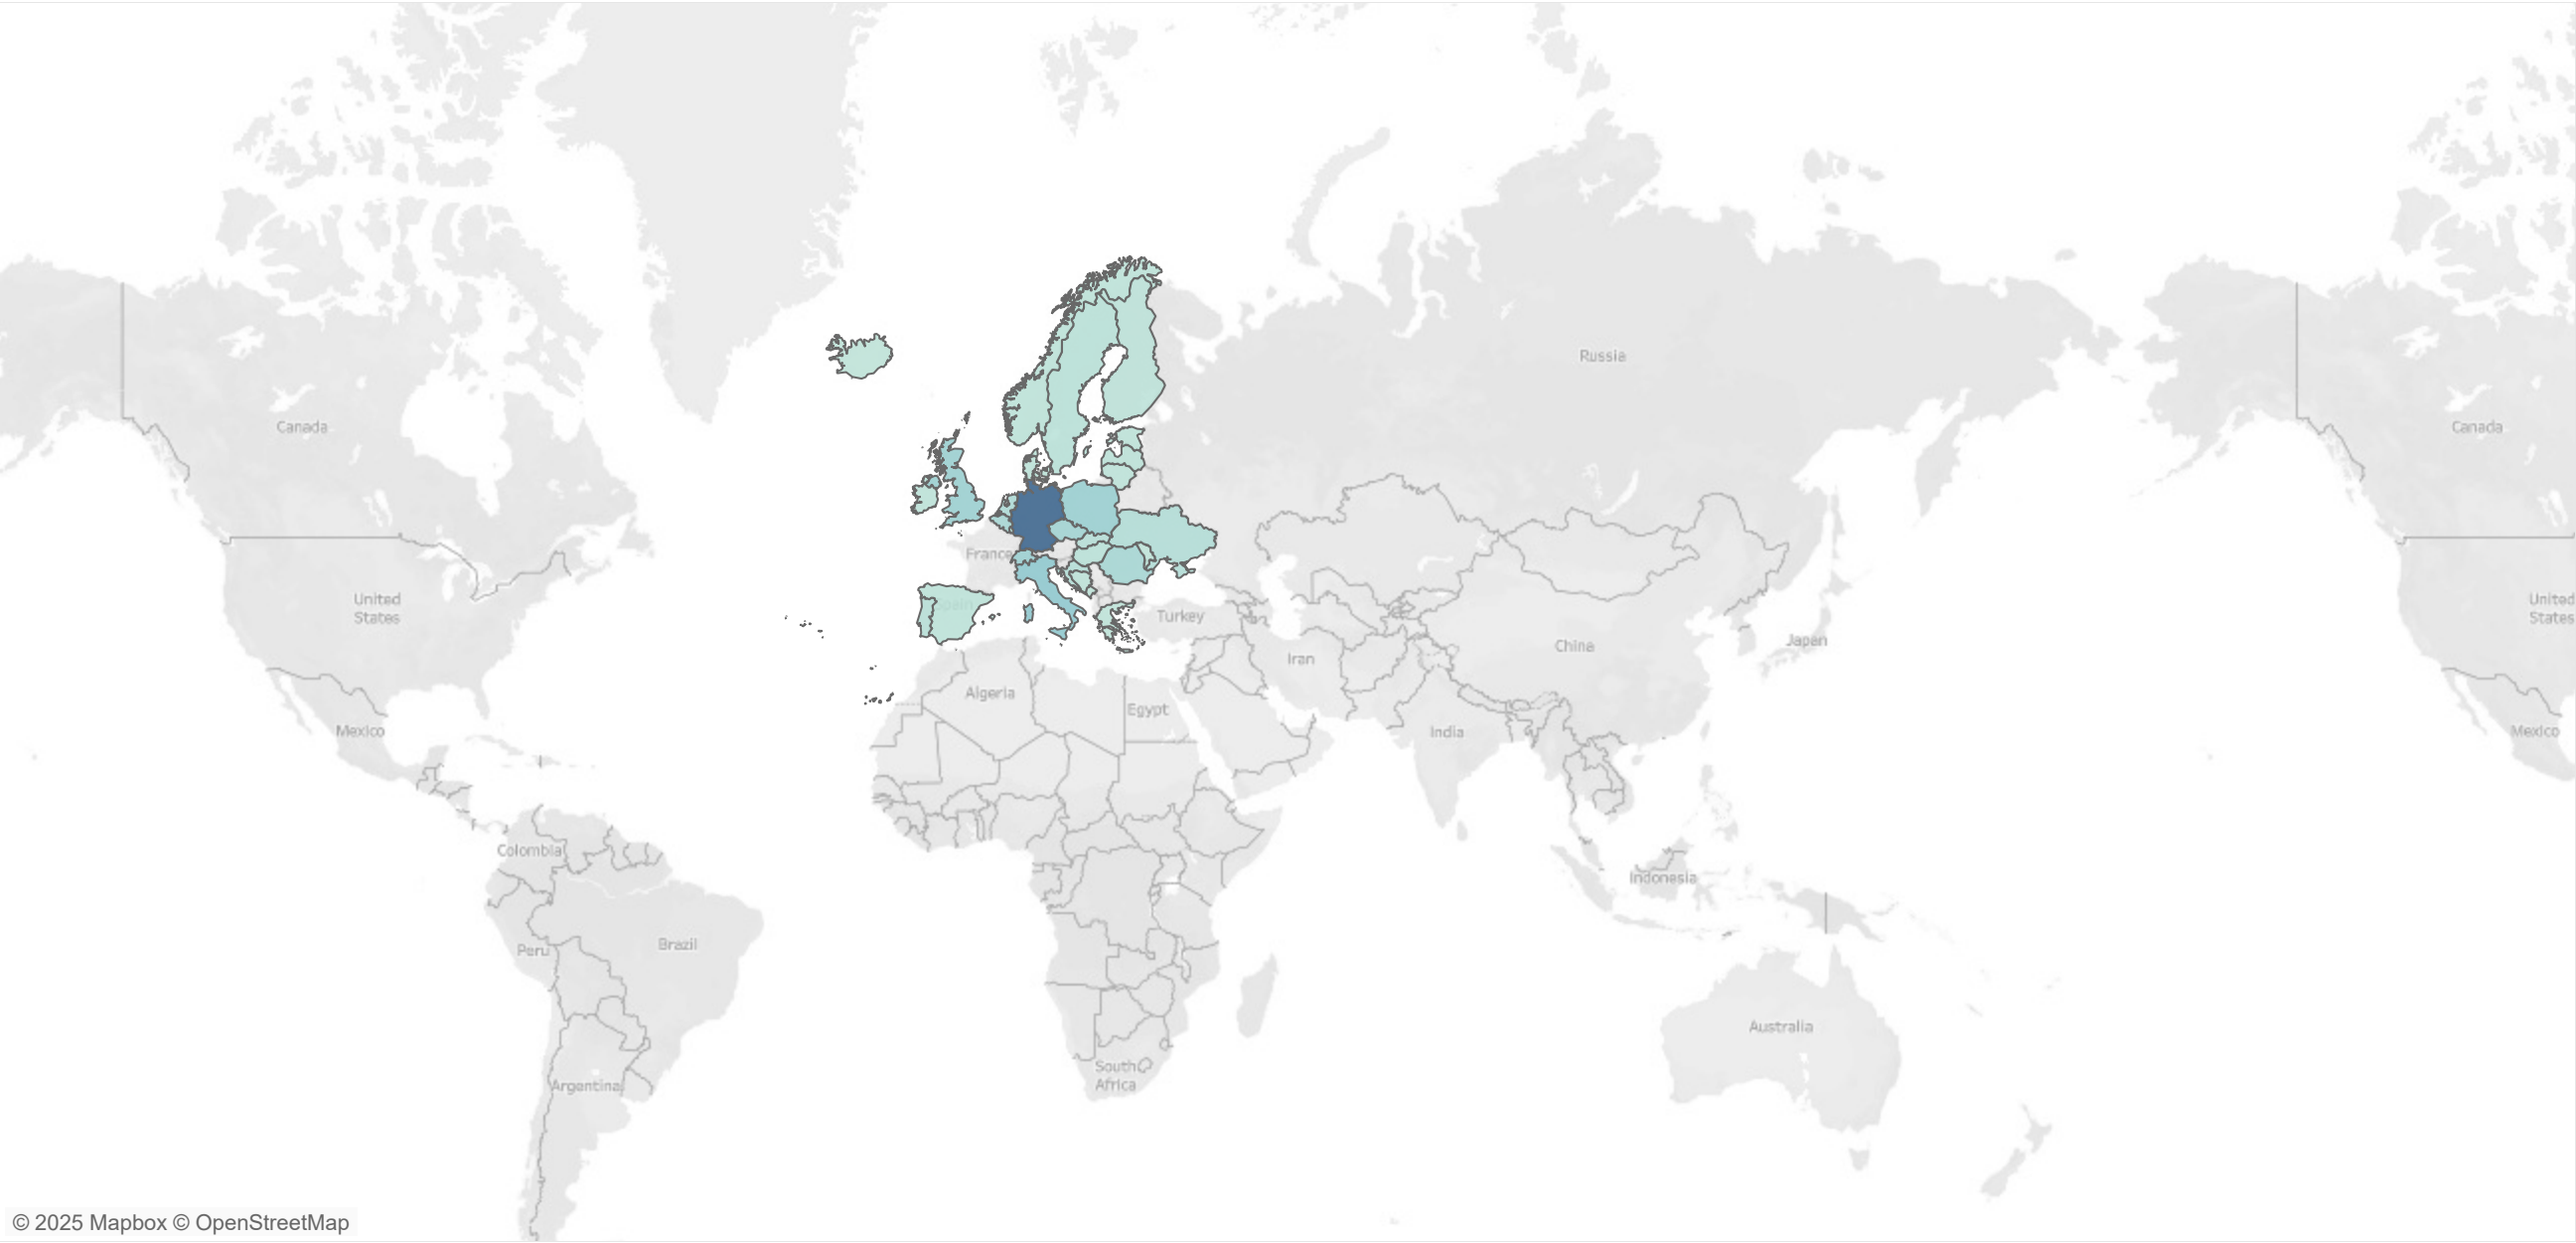 Russia
Canada
Canada
France
Spain
United
States
United
States
Turkey
Japan
China
Iran
Algeria
Egypt
India
Mexico
Mexico
Colombia
Indonesia
Brazil
Peru
Australia
South
Africa
Argentina
© 2025 Mapbox © OpenStreetMap